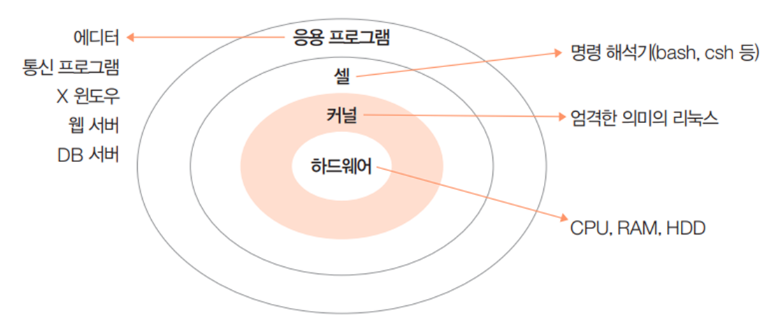 에디터
통신 프로그램
X 윈도우
웹 서버
DB 서버
응용 프로그램
셸
커널
하드웨어
명령 해석기(bash, csh 등)
엄격한 의미의 리눅스
CPU, RAM, HDD